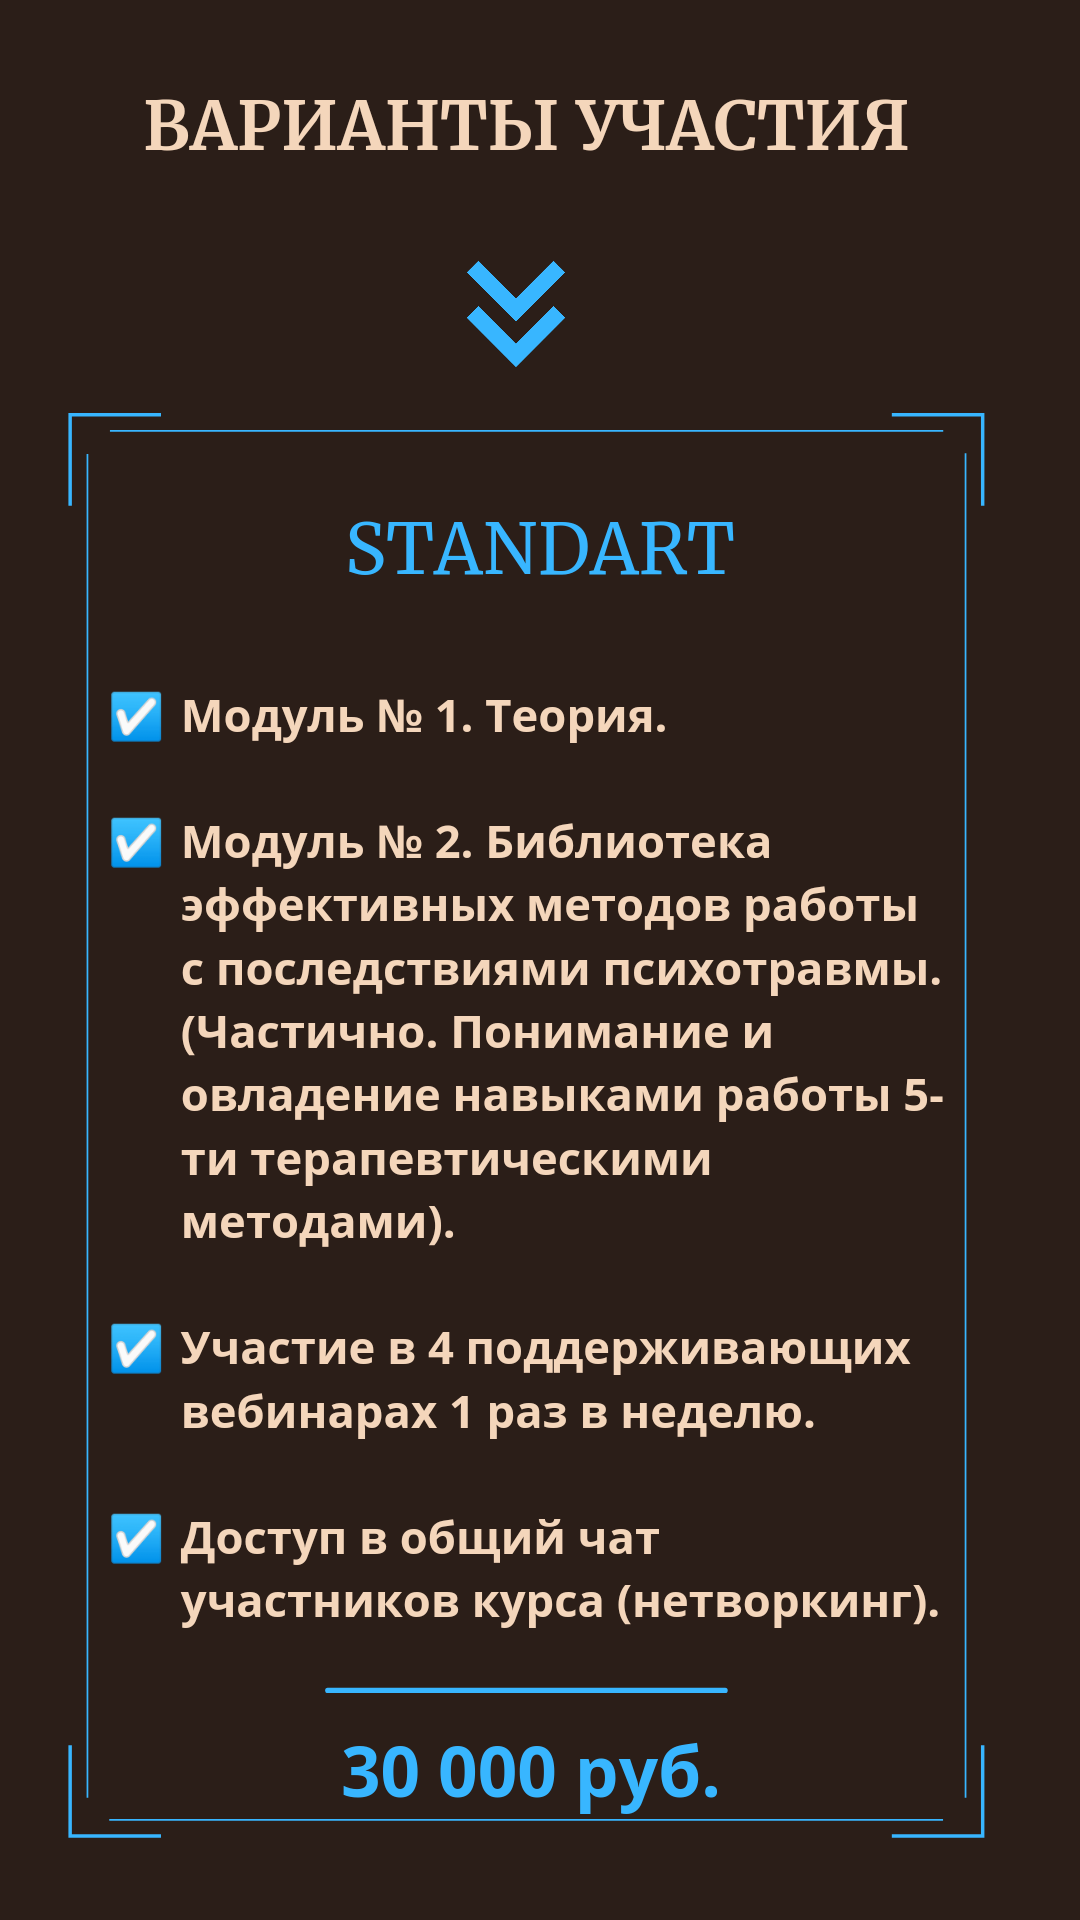 ВАРИАНТЫ УЧАСТИЯ
STANDART
☑️ Модуль № 1. Теория.
☑️ Модуль № 2. Библиотека
эффективных методов работы
с последствиями психотравмы.
(Частично. Понимание и
овладение навыками работы 5-
ти терапевтическими
методами).
☑️ Участие в 4 поддерживающих
вебинарах 1 раз в неделю.
☑️ Доступ в общий чат
участников курса (нетворкинг).
30 000 руб.